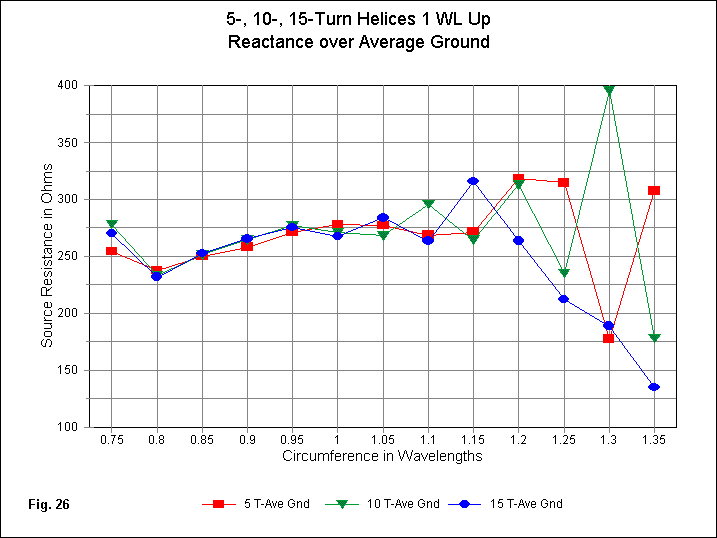 5-, 10-, 15-Turn Helices 1 WL Up
Reactance over Average Ground
400
350
300
250
200
150
100
Source Resistance in Ohms
0.75 0.8 0.85 0.9 0.95 1 1.05 1.1 1.15 1.2 1.25 1.3 1.35
Circumference in Wavelengths
Fig. 26 5 T-Ave Gnd 10 T-Ave Gnd 15 T-Ave Gnd